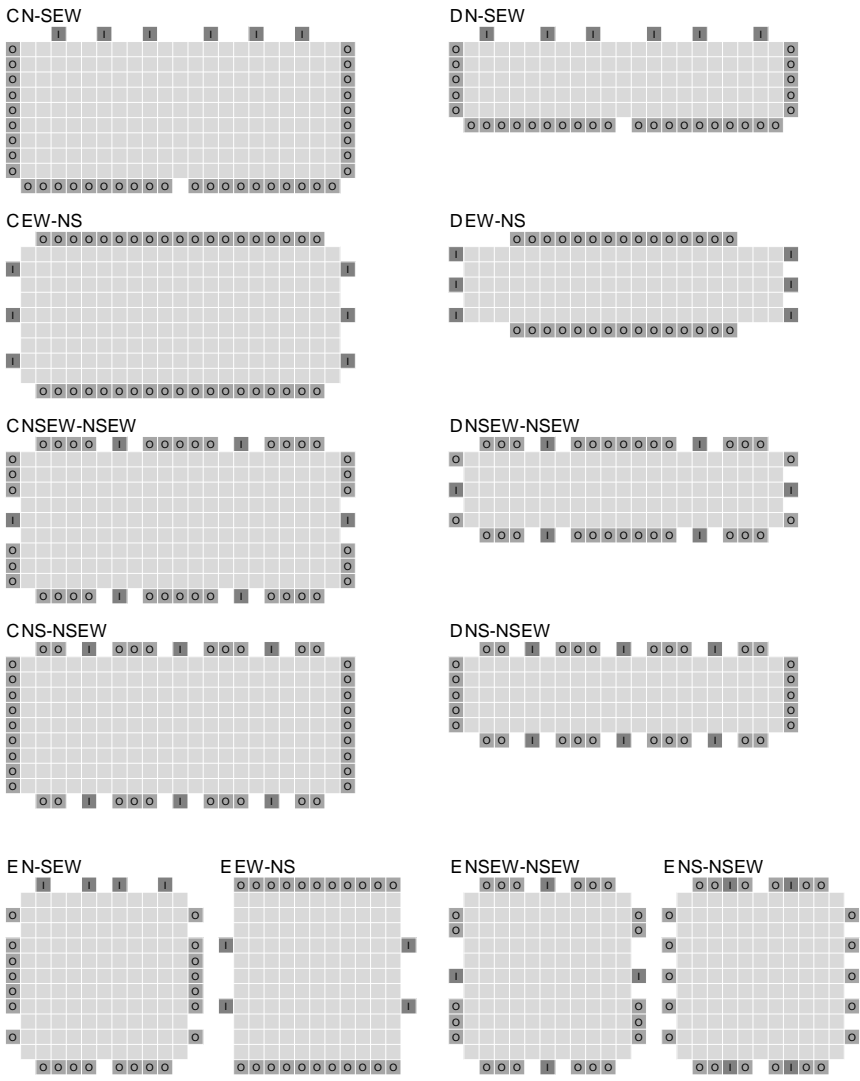 CN-SEW
I I I I I I
O O
O O
O O
O O
O O
O O
O O
O O
O O
O O O O O O O O O O O O O O O O O O O O
DN-SEW
I I I I I I
O O
O O
O O
O O
O O
O O O O O O O O O O O O O O O O O O O O
CEW-NS
O O O O O O O O O O O O O O O O O O O
I I
I I
I I
O O O O O O O O O O O O O O O O O O O
DEW-NS
O O O O O O O O O O O O O O O
I I
I I
I I
O O O O O O O O O O O O O O O
CNSEW-NSEW
O O O O I O O O O O I O O O O
O O
O O
O O
I I
O O
O O
O O
O O O O I O O O O O I O O O O
DNSEW-NSEW
O O O I O O O O O O O I O O O
O O
I I
O O
O O O I O O O O O O O I O O O
CNS-NSEW
O O I O O O I O O O I O O
O O
O O
O O
O O
O O
O O
O O
O O
O O
O O I O O O I O O O I O O
DNS-NSEW
O O I O O O I O O O I O O
O O
O O
O O
O O
O O
O O I O O O I O O O I O O
EN-SEW
I I I I
O O
O O
O O
O O
O O
O O
O O
O O O O O O O O
EEW-NS
O O O O O O O O O O O
I I
I I
O O O O O O O O O O O
ENSEW-NSEW
O O O I O O O
O O
O O
I I
O O
O O
O O
O O O I O O O
ENS-NSEW
O O I O O I O O
O O
O O
O O
O O
O O
O O I O O I O O